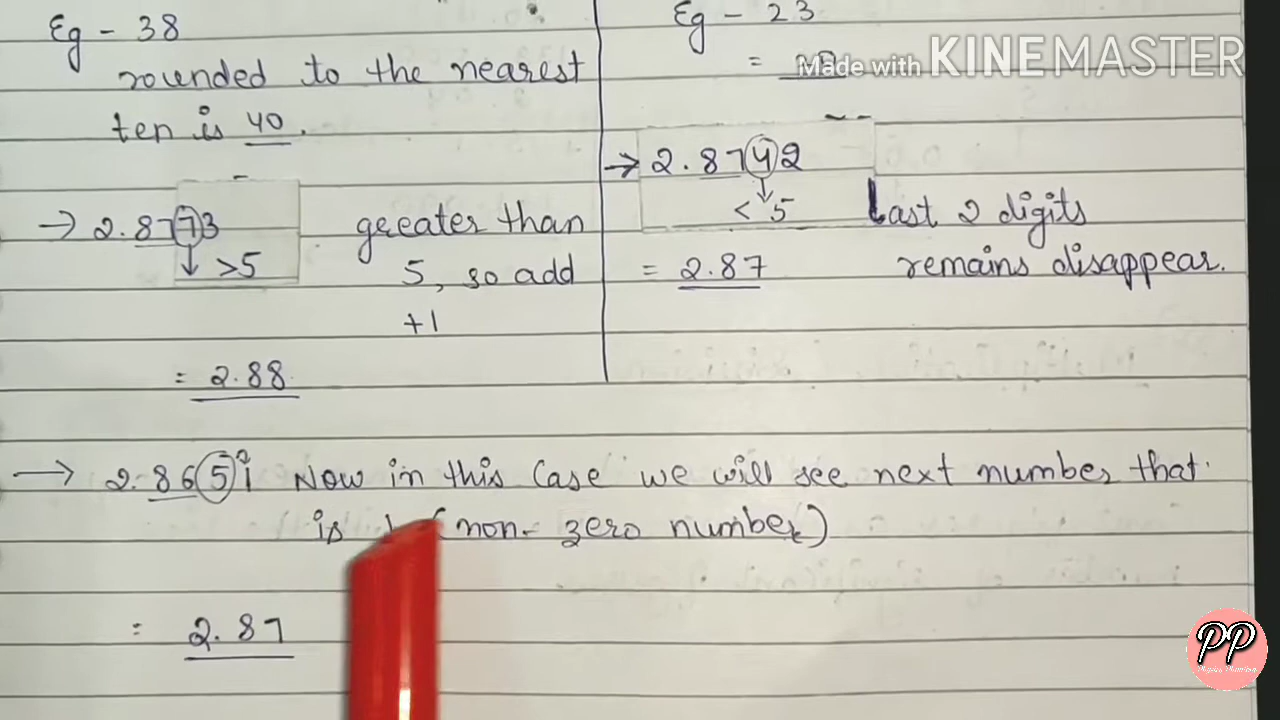 Eg - 38
rounded to the nearest
ten is 40.
→ 2.8773 greater than
↓ >5 5, so add
+1
= 2.88
Eg - 23
=
Made with KINEMASTER
→ 2.8742
↓
< 5 Last 2 digits
= 2.87 remains disappear.
→ 2.8651 Now in this case we will see next number that
is (non-zero number)
= 2.87
PP